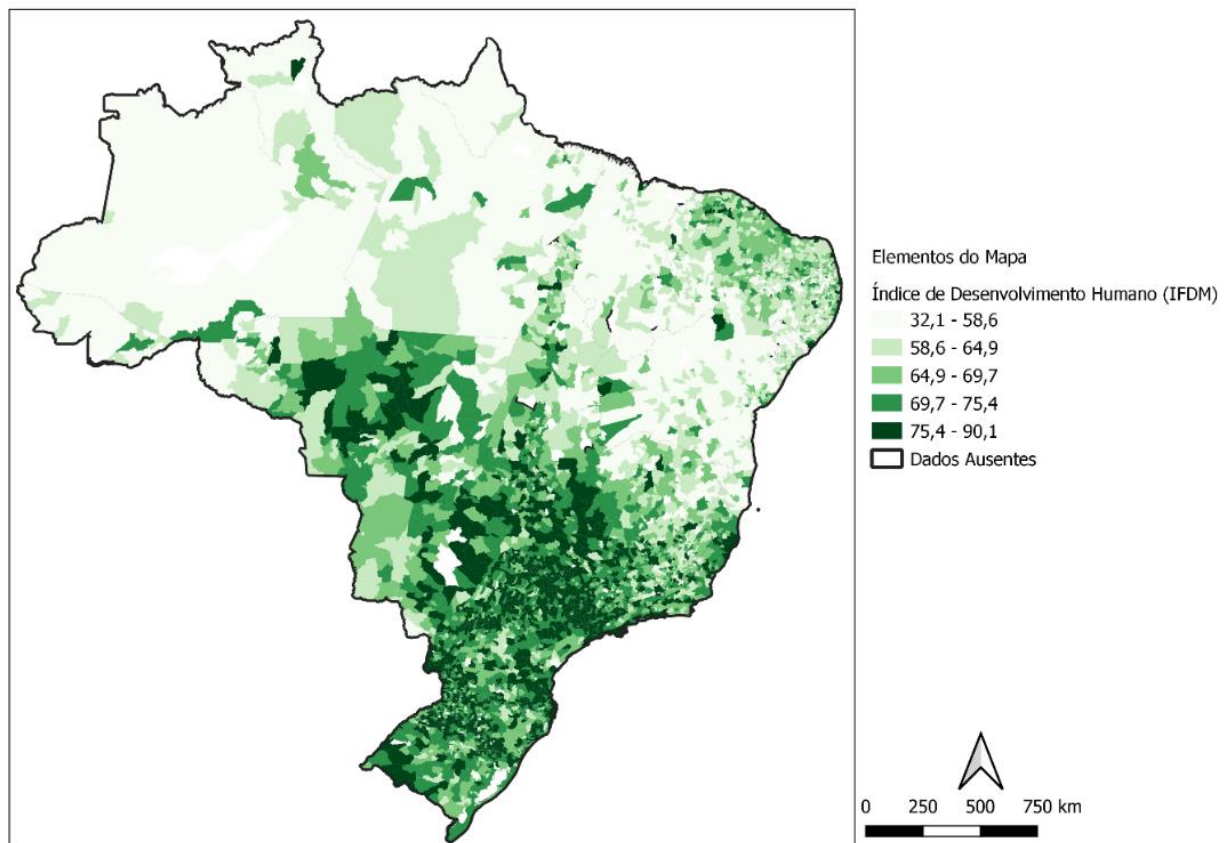 Elementos do Mapa
Índice de Desenvolvimento Humano (IFDM)
32,1 - 58,6
58,6 - 64,9
64,9 - 69,7
69,7 - 75,4
75,4 - 90,1
Dados Ausentes
0 250 500 750 km